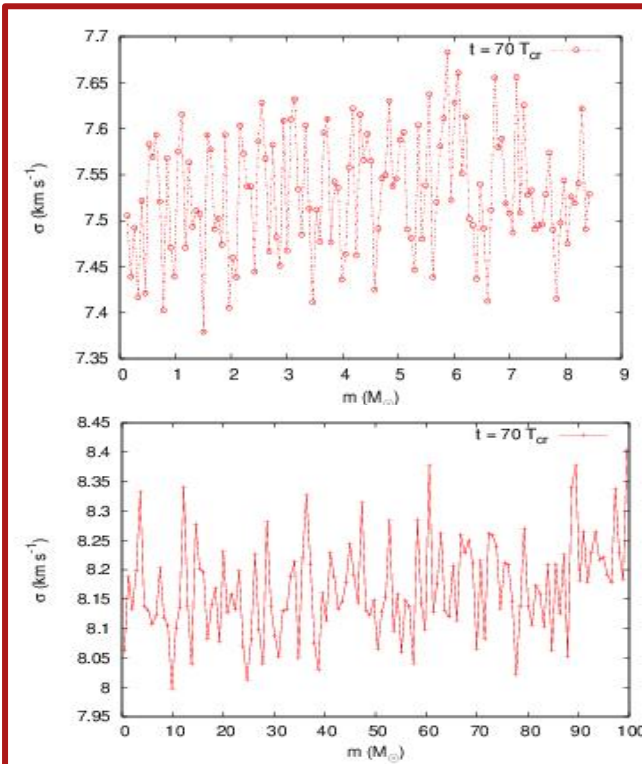 7.7
t = 70 T_cr
7.65
7.6
7.55
7.5
7.45
7.4
7.35
σ (km s⁻¹)
0 1 2 3 4 5 6 7 8 9
m (M☉)
8.45
t = 70 T_cr
8.4
8.35
8.3
8.25
8.2
8.15
8.1
8.05
8
7.95
σ (km s⁻¹)
0 10 20 30 40 50 60 70 80 90 100
m (M☉)